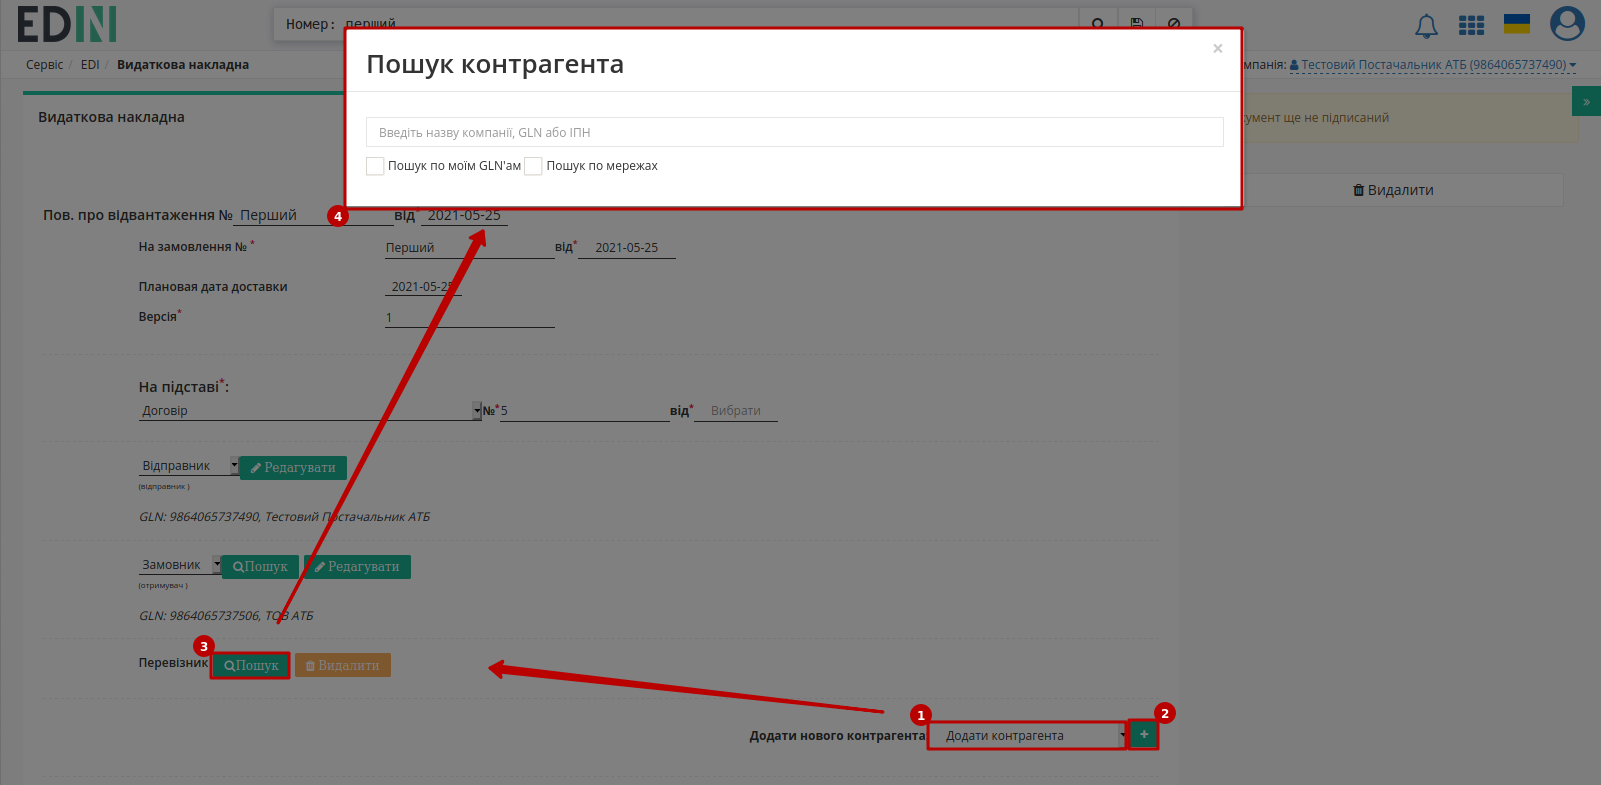 EDIN
Номер: перший
Сервіс / EDI / Видаткова накладна
мпанія: Тестовий Постачальник АТБ (9864065737490)
Пошук контрагента
×
Введіть назву компанії, GLN або ІПН
Пошук по моїм GLN'ам Пошук по мережах
Видаткова накладна
умент ще не підписаний
»
Видалити
Пов. про відвантаження № Перший 4 від* 2021-05-25
На замовлення № * Перший від* 2021-05-25
Плановая дата доставки 2021-05-25
Версія* 1
На підставі*:
Договір №* 5 від* Вибрати
Відправник Редагувати
(відправник )
GLN: 9864065737490, Тестовий Постачальник АТБ
Замовник Пошук Редагувати
(отримувач )
GLN: 9864065737506, ТОВ АТБ
3
Перевізник Пошук Видалити
1 2
Додати нового контрагента Додати контрагента +